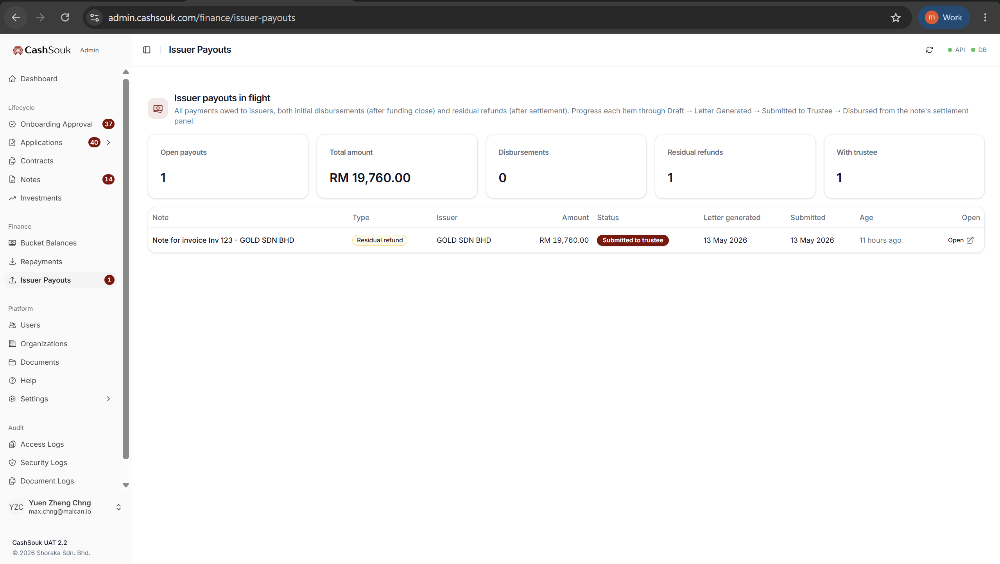 admin.cashsouk.com/finance/issuer-payouts
m Work
CashSouk Admin
Issuer Payouts
API DB
Dashboard
Lifecycle
Onboarding Approval 37
Applications 40
Contracts
Notes 14
Investments
Finance
Bucket Balances
Repayments
Issuer Payouts 1
Platform
Users
Organizations
Documents
Help
Settings
Audit
Access Logs
Security Logs
Document Logs
YZC
Yuen Zheng Chng
max.chng@malcan.io
CashSouk UAT 2.2
© 2026 Shoraka Sdn. Bhd.
Issuer payouts in flight
All payments owed to issuers, both initial disbursements (after funding close) and residual refunds (after settlement). Progress each item through Draft → Letter Generated → Submitted to Trustee → Disbursed from the note's settlement
panel.
Open payouts
1
Total amount
RM 19,760.00
Disbursements
0
Residual refunds
1
With trustee
1
Note Type Issuer Amount Status Letter generated Submitted Age Open
Note for invoice Inv 123 - GOLD SDN BHD Residual refund GOLD SDN BHD RM 19,760.00 Submitted to trustee 13 May 2026 13 May 2026 11 hours ago Open